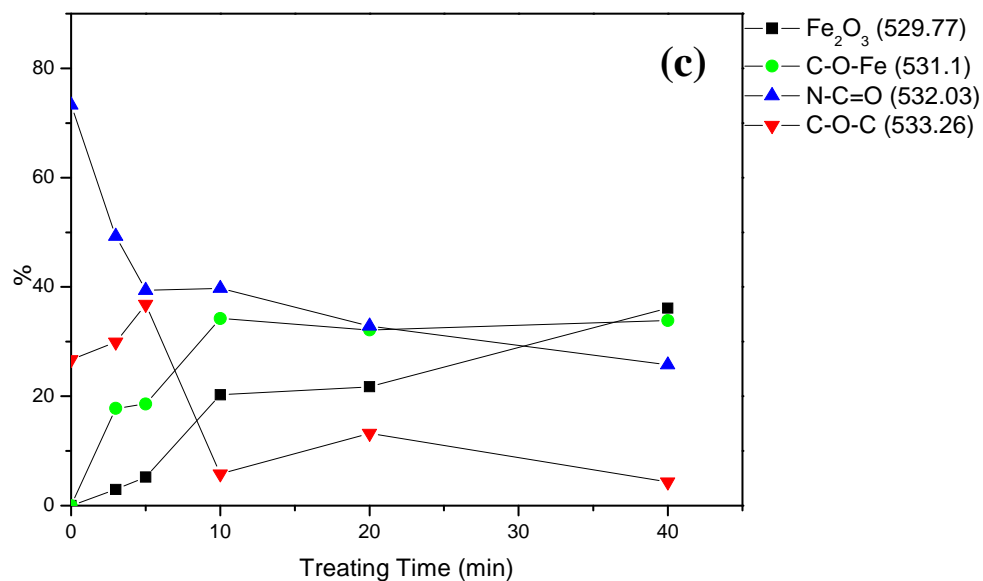 (c)
Fe2O3 (529.77)
C-O-Fe (531.1)
N-C=O (532.03)
C-O-C (533.26)
80
60
40
20
0
%
0 10 20 30 40
Treating Time (min)